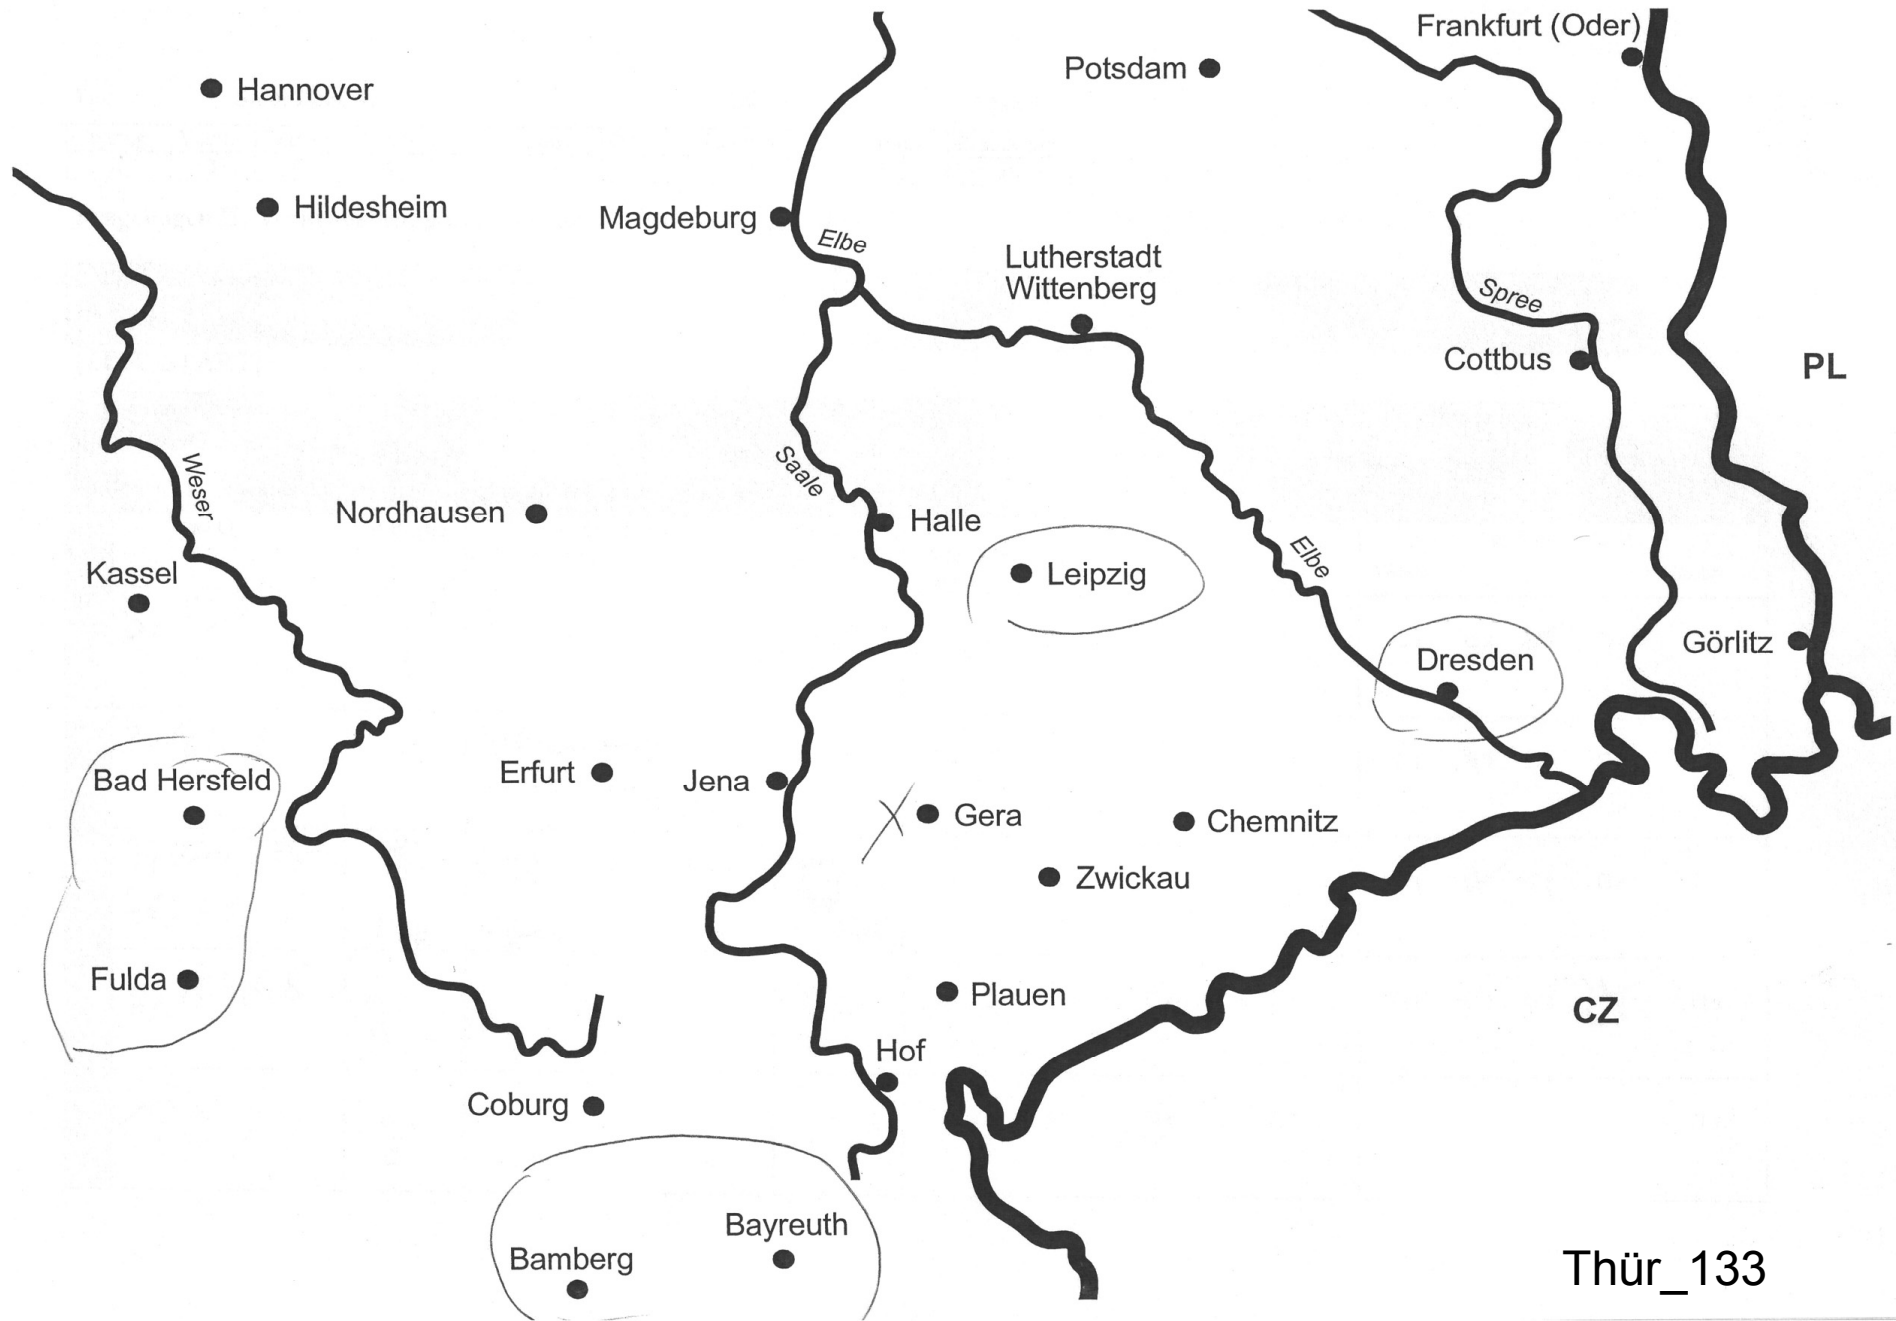 Frankfurt (Oder)
Potsdam
Hannover
Hildesheim
Magdeburg
Elbe
Lutherstadt
Wittenberg
Spree
Cottbus
PL
Weser
Saale
Nordhausen
Halle
Elbe
Leipzig
Kassel
Görlitz
Dresden
Bad Hersfeld
Erfurt
Jena
Gera
Chemnitz
Zwickau
Fulda
Plauen
CZ
Hof
Coburg
Bayreuth
Bamberg
Thür_133